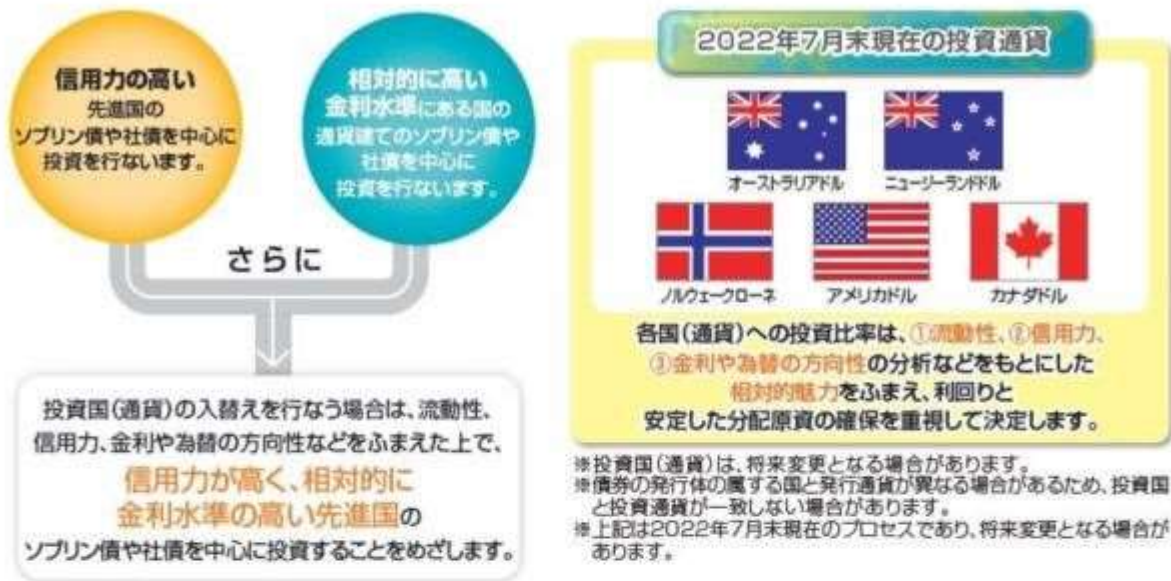 信用力の高い
先進国の
ソブリン債や社債を中心に
投資を行ないます。
相対的に高い
金利水準にある国の
通貨建てのソブリン債や
社債を中心に
投資を行ないます。
さらに
投資国(通貨)の入替えを行なう場合は、流動性、
信用力、金利や為替の方向性などをふまえた上で、
信用力が高く、相対的に
金利水準の高い先進国の
ソブリン債や社債を中心に投資することをめざします。
2022年7月末現在の投資通貨
オーストラリアドル
ニュージーランドドル
ノルウェークローネ
アメリカドル
カナダドル
各国(通貨)への投資比率は、①流動性、②信用力、
③金利や為替の方向性の分析などをもとにした
相対的魅力をふまえ、利回りと
安定した分配原資の確保を重視して決定します。
※投資国(通貨)は、将来変更となる場合があります。
※債券の発行体の属する国と発行通貨が異なる場合があるため、投資国
と投資通貨が一致しない場合があります。
※上記は2022年7月末現在のプロセスであり、将来変更となる場合が
あります。